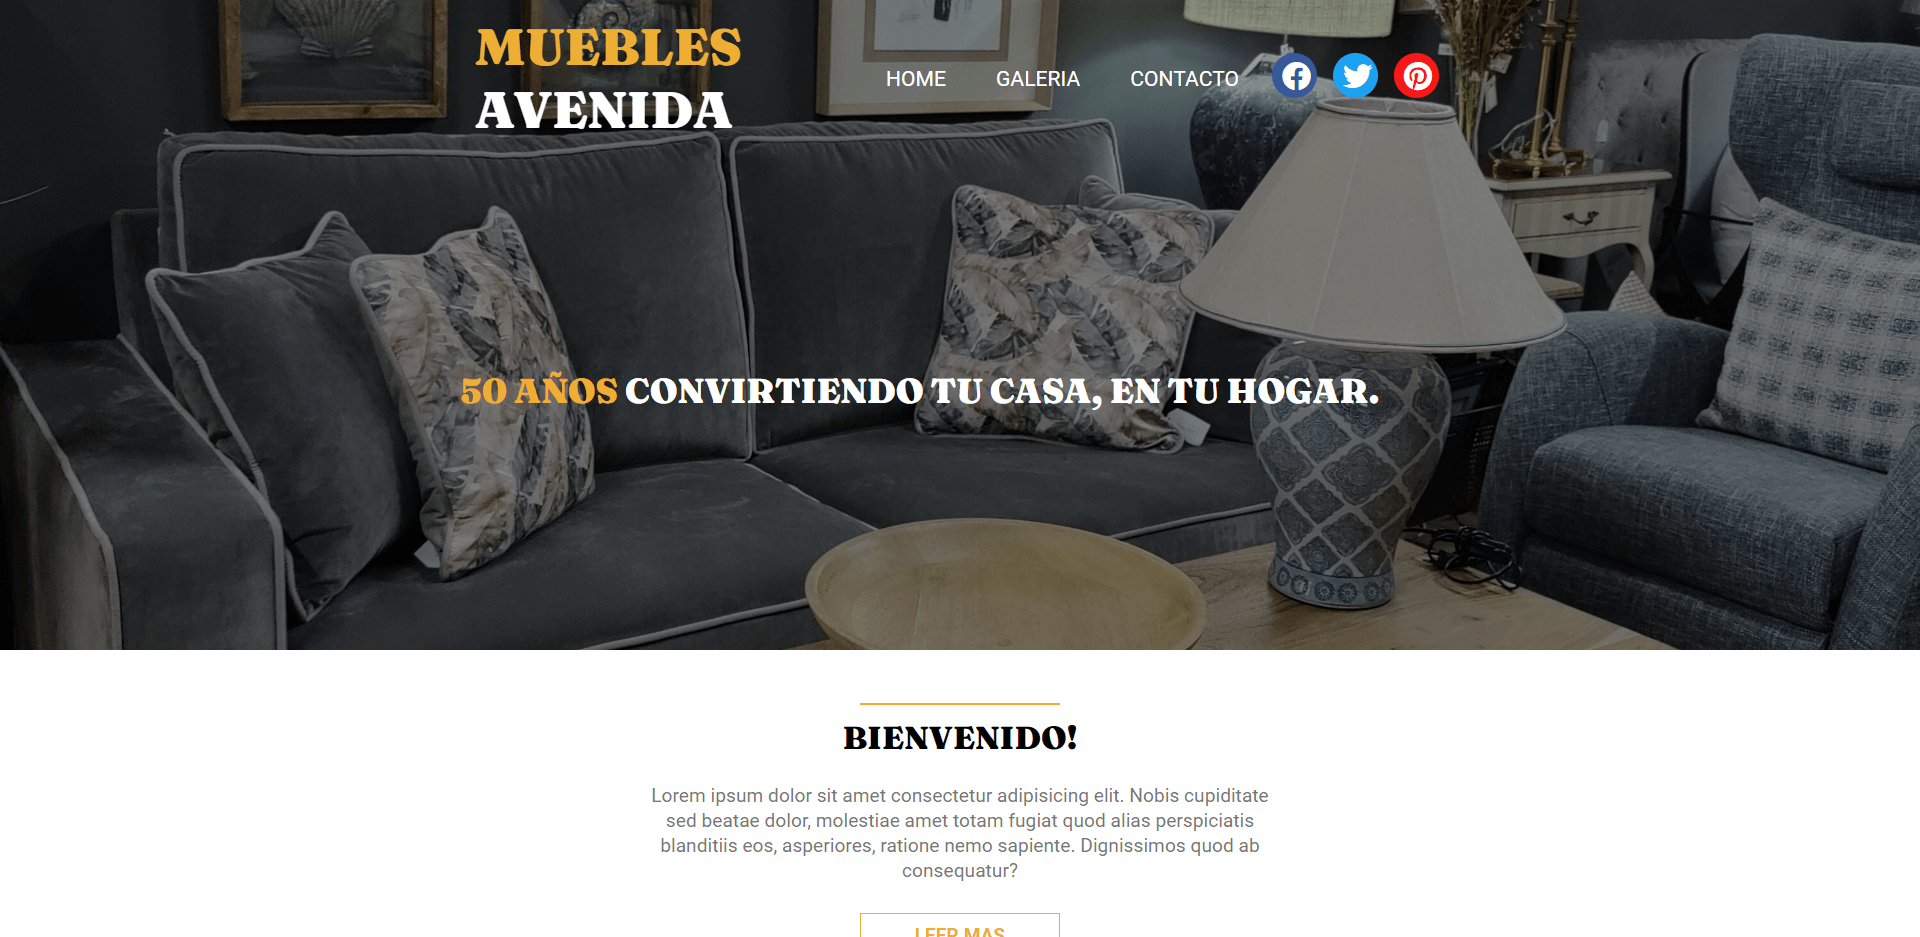 MUEBLES
AVENIDA
HOME GALERIA CONTACTO
50 AÑOS CONVIRTIENDO TU CASA, EN TU HOGAR.
BIENVENIDO!
Lorem ipsum dolor sit amet consectetur adipisicing elit. Nobis cupiditate
sed beatae dolor, molestiae amet totam fugiat quod alias perspiciatis
blanditiis eos, asperiores, ratione nemo sapiente. Dignissimos quod ab
consequatur?
LEER MAS